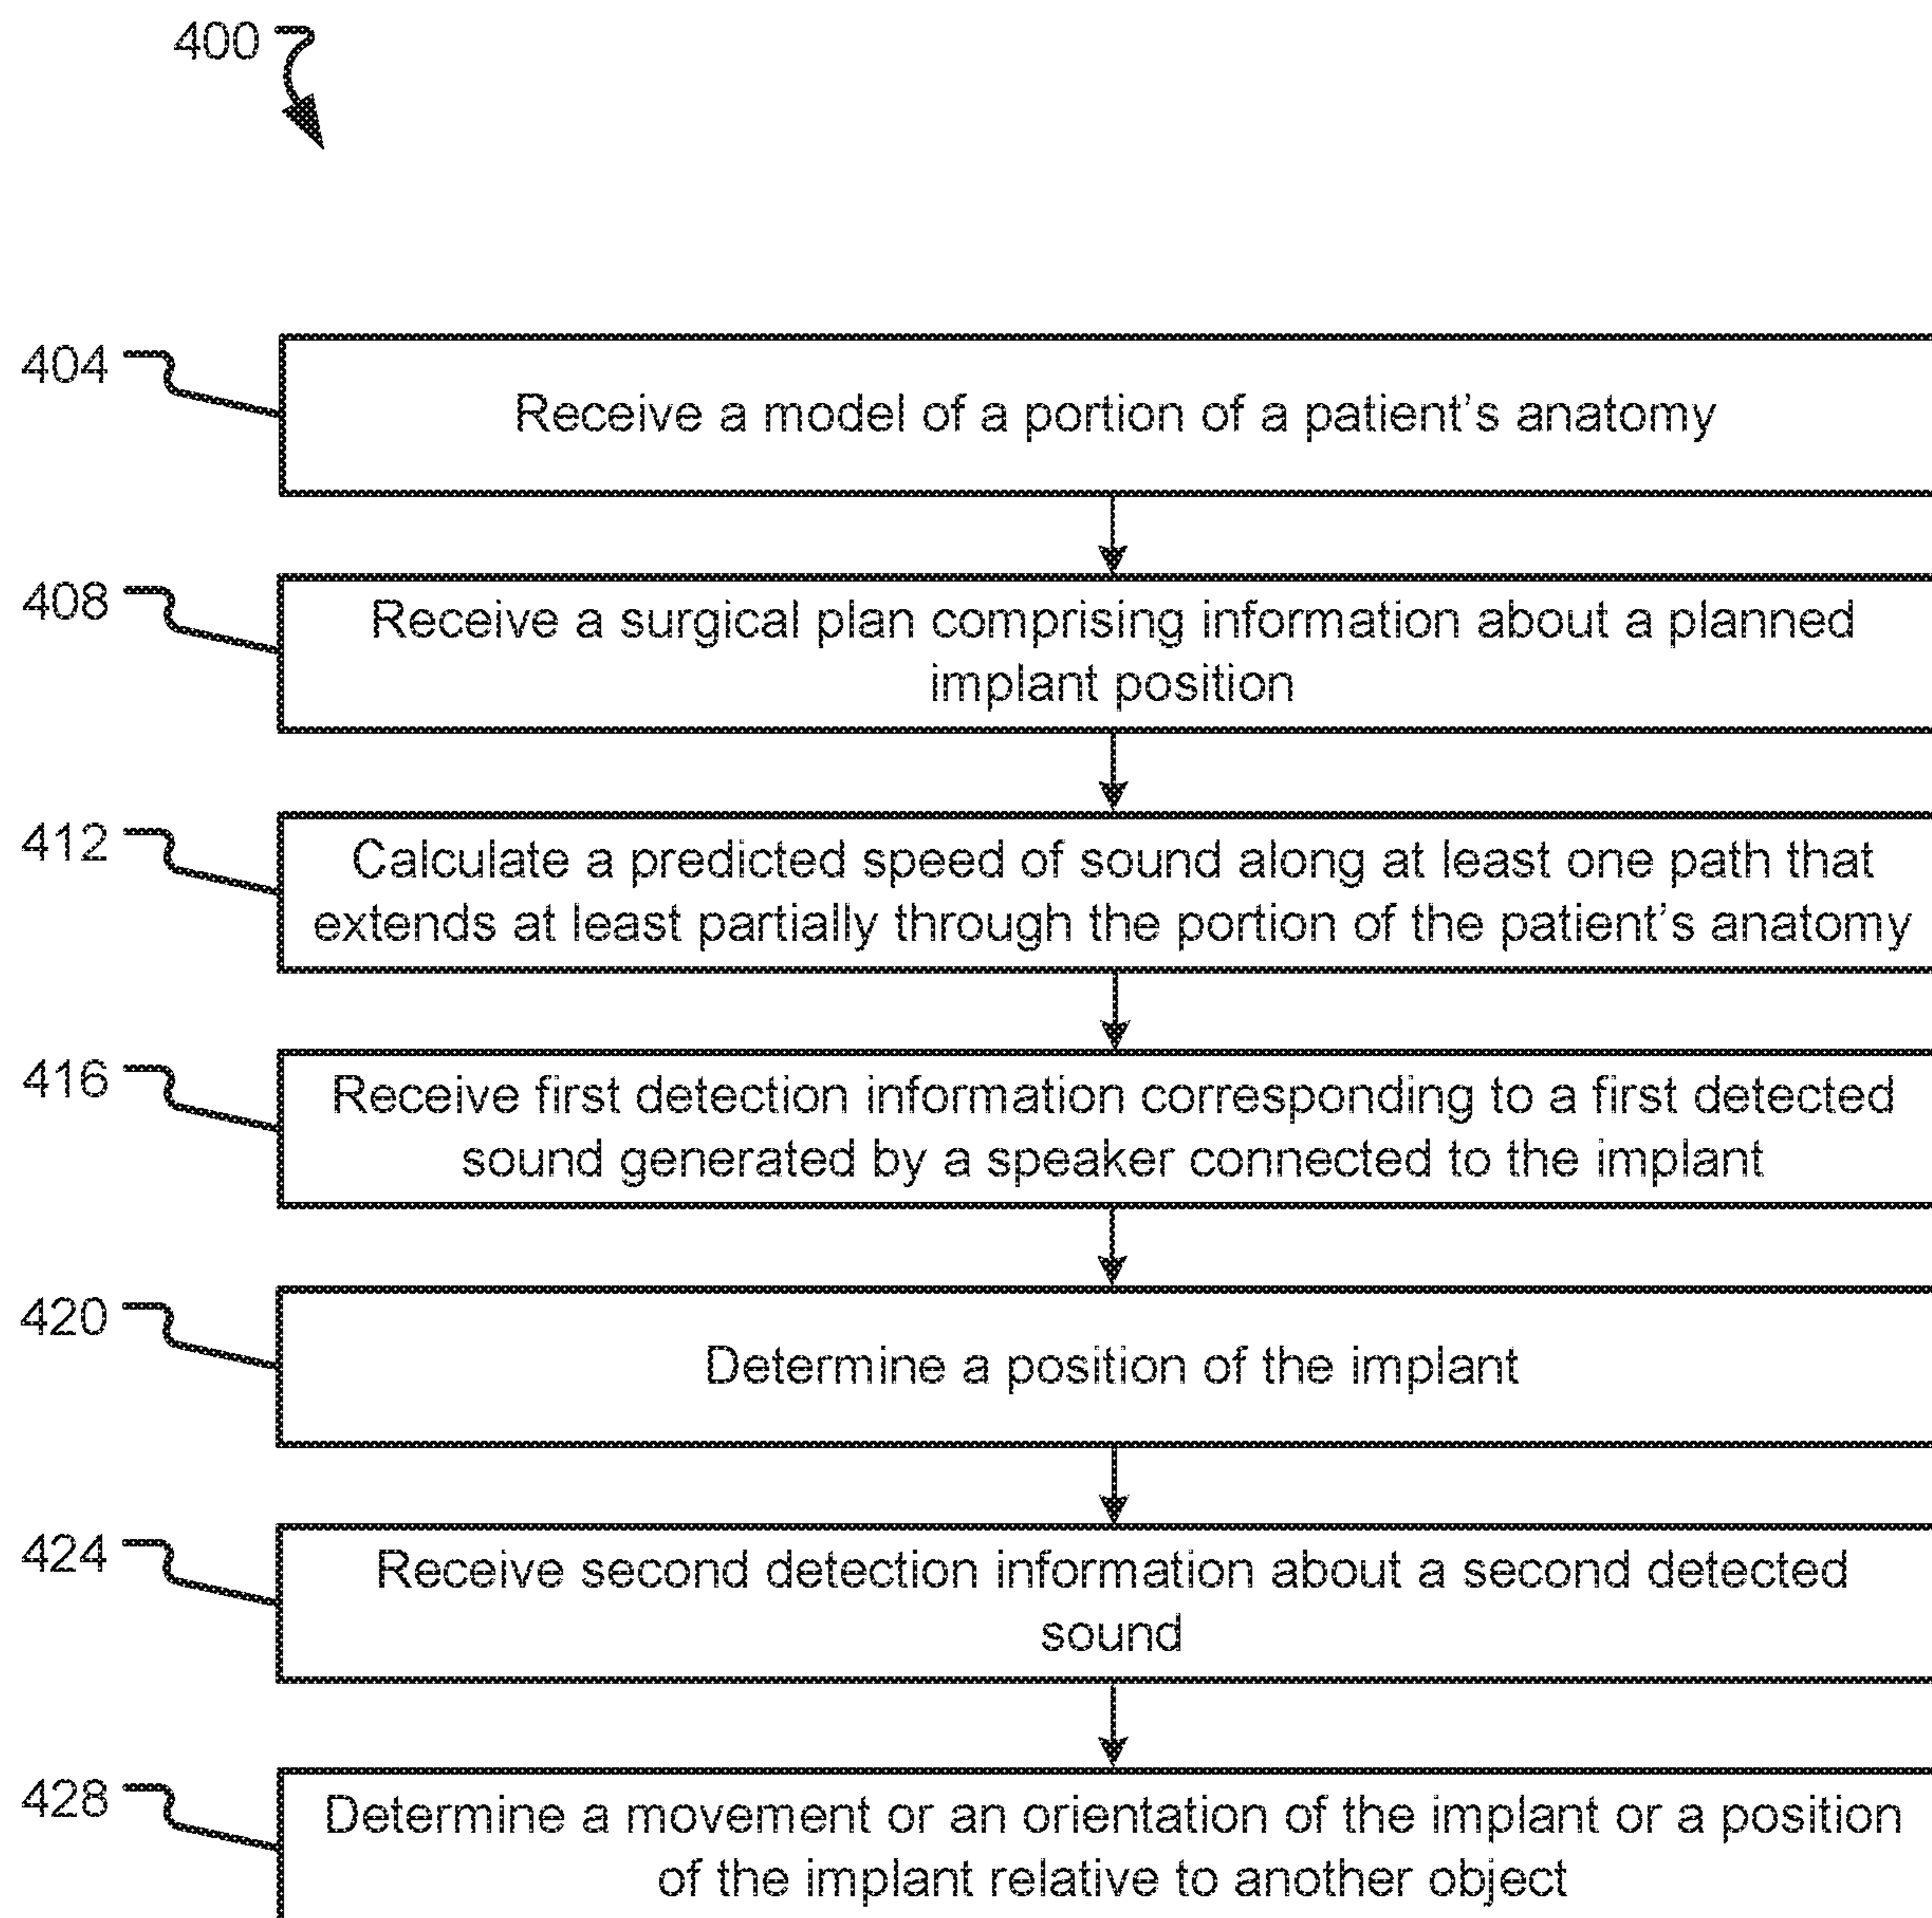 400
404
Receive a model of a portion of a patient's anatomy
408
Receive a surgical plan comprising information about a planned
implant position
412
Calculate a predicted speed of sound along at least one path that
extends at least partially through the portion of the patient's anatomy
416
Receive first detection information corresponding to a first detected
sound generated by a speaker connected to the implant
420
Determine a position of the implant
424
Receive second detection information about a second detected
sound
428
Determine a movement or an orientation of the implant or a position
of the implant relative to another object